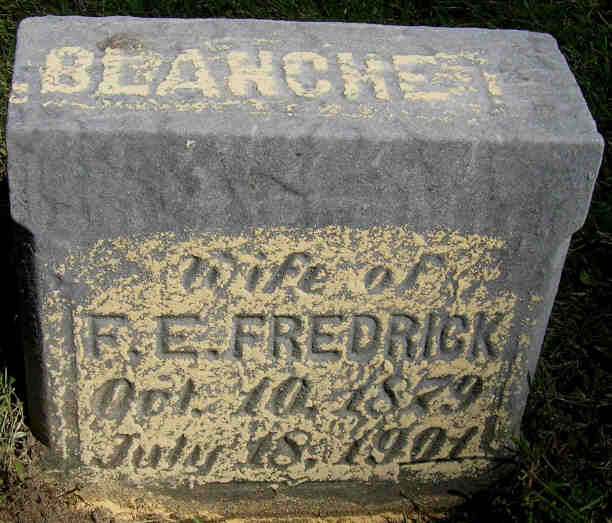 BLANCHE
Wife of
F. E. FREDRICK
Oct. 10, 1879
July 18, 1901